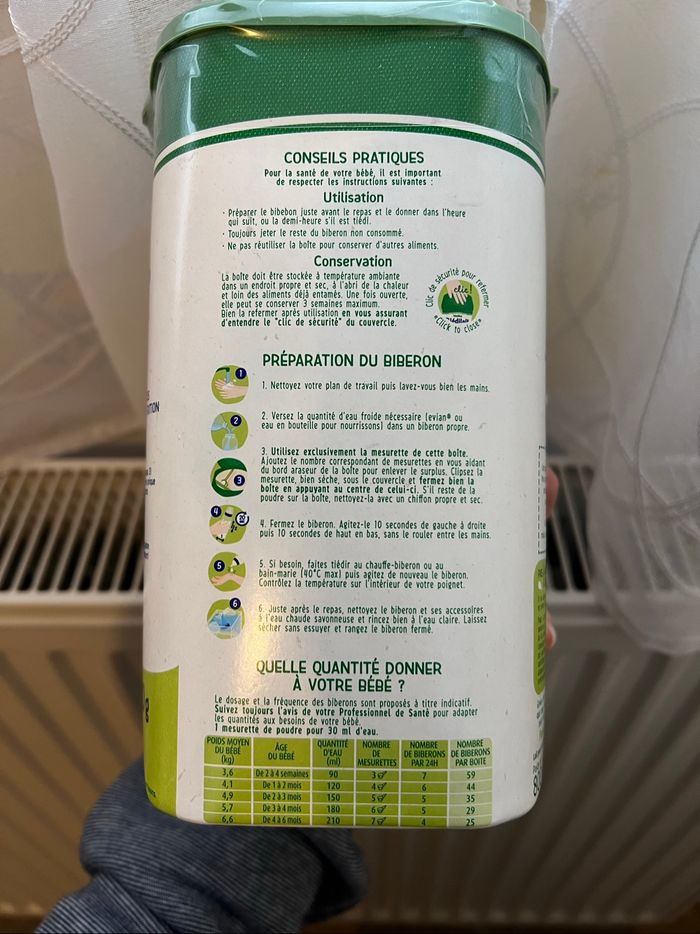 CONSEILS PRATIQUES
Pour la santé de votre bébé, il est important
de respecter les instructions suivantes :
Utilisation
· Préparer le bibebon juste avant le repas et le donner dans l'heure
qui suit, ou la demi-heure s'il est tiédi.
· Toujours jeter le reste du biberon non consommé.
· Ne pas réutiliser la boîte pour conserver d'autres aliments.
Conservation
La boîte doit être stockée à température ambiante
dans un endroit propre et sec, à l'abri de la chaleur
et loin des aliments déjà entamés. Une fois ouverte,
elle peut se conserver 3 semaines maximum.
Bien la refermer après utilisation en vous assurant
d'entendre le "clic de sécurité" du couvercle.
Clic de sécurité pour refermer
clic!
«Click to close»
PRÉPARATION DU BIBERON
1
1. Nettoyez votre plan de travail puis lavez-vous bien les mains.
2
2. Versez la quantité d'eau froide nécessaire (evian® ou
eau en bouteille pour nourrissons) dans un biberon propre.
3
3. Utilisez exclusivement la mesurette de cette boîte.
Ajoutez le nombre correspondant de mesurettes en vous aidant
du bord araseur de la boîte pour enlever le surplus. Clipsez la
mesurette, bien sèche, sous le couvercle et fermez bien la
boîte en appuyant au centre de celui-ci. S'il reste de la
poudre sur la boîte, nettoyez-la avec un chiffon propre et sec.
4
4. Fermez le biberon. Agitez-le 10 secondes de gauche à droite
puis 10 secondes de haut en bas, sans le rouler entre les mains.
5
5. Si besoin, faites tiédir au chauffe-biberon ou au
bain-marie (40°C max) puis agitez de nouveau le biberon.
Contrôlez la température sur l'intérieur de votre poignet.
6
6. Juste après le repas, nettoyez le biberon et ses accessoires
à l'eau chaude savonneuse et rincez bien à l'eau claire. Laissez
sécher sans essuyer et rangez le biberon fermé.
QUELLE QUANTITÉ DONNER
À VOTRE BÉBÉ ?
Le dosage et la fréquence des biberons sont proposés à titre indicatif.
Suivez toujours l'avis de votre Professionnel de Santé pour adapter
les quantités aux besoins de votre bébé.
1 mesurette de poudre pour 30 ml d'eau.
POIDS MOYEN DU BÉBÉ (kg) ÂGE DU BÉBÉ QUANTITÉ D'EAU (ml) NOMBRE DE MESURETTES NOMBRE DE BIBERONS PAR 24H NOMBRE DE BIBERONS PAR BOITE
3,6 De 2 à 4 semaines 90 3 7 59
4,1 De 1 à 2 mois 120 4 6 44
4,9 De 2 à 3 mois 150 5 5 35
5,7 De 3 à 4 mois 180 6 5 29
6,6 De 4 à 6 mois 210 7 4 25